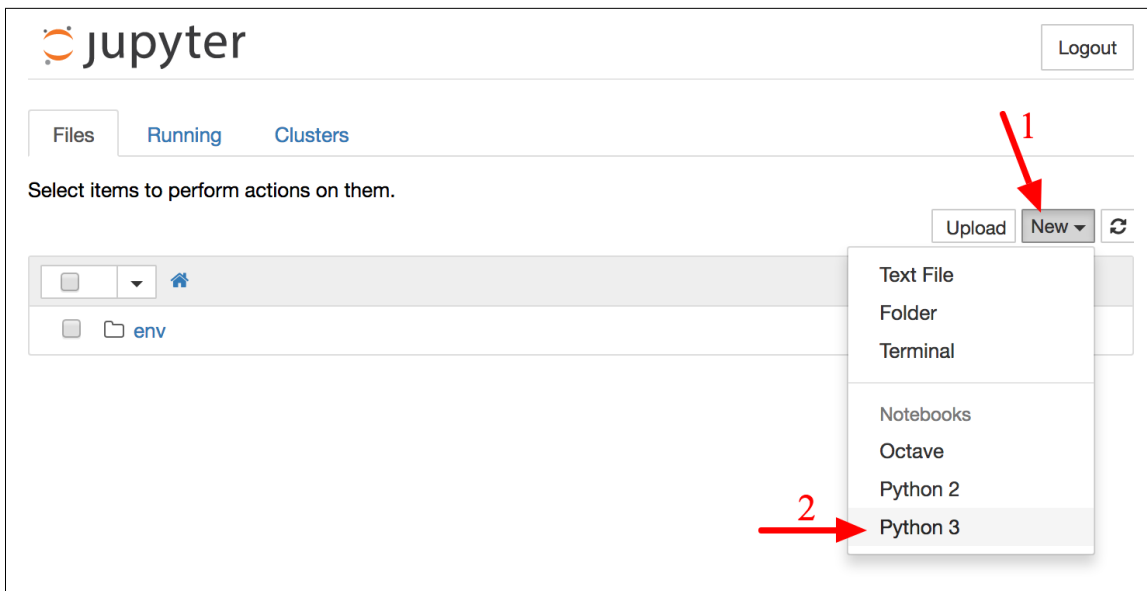 jupyter
Logout
Files Running Clusters
1
Select items to perform actions on them.
Upload New
env
Text File
Folder
Terminal
Notebooks
Octave
Python 2
2
Python 3